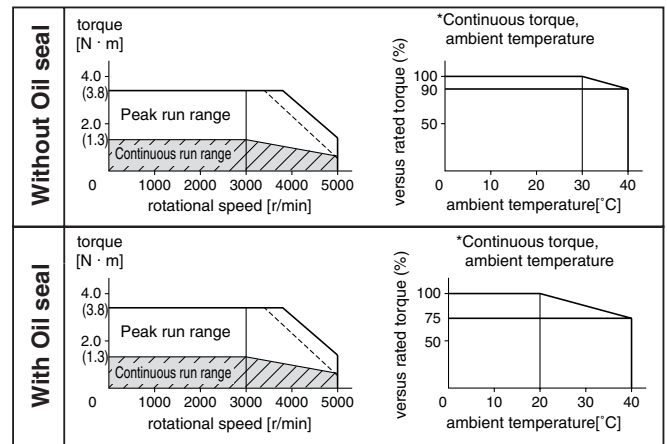 Without Oil seal
torque
[N · m]
4.0
(3.8)
2.0
(1.3)
Peak run range
Continuous run range
0 1000 2000 3000 4000 5000
rotational speed [r/min]
*Continuous torque,
ambient temperature
versus rated torque (%)
100
90
50
0 10 20 30 40
ambient temperature[˚C]
With Oil seal
torque
[N · m]
4.0
(3.8)
2.0
(1.3)
Peak run range
Continuous run range
0 1000 2000 3000 4000 5000
rotational speed [r/min]
*Continuous torque,
ambient temperature
versus rated torque (%)
100
75
50
0 10 20 30 40
ambient temperature[˚C]